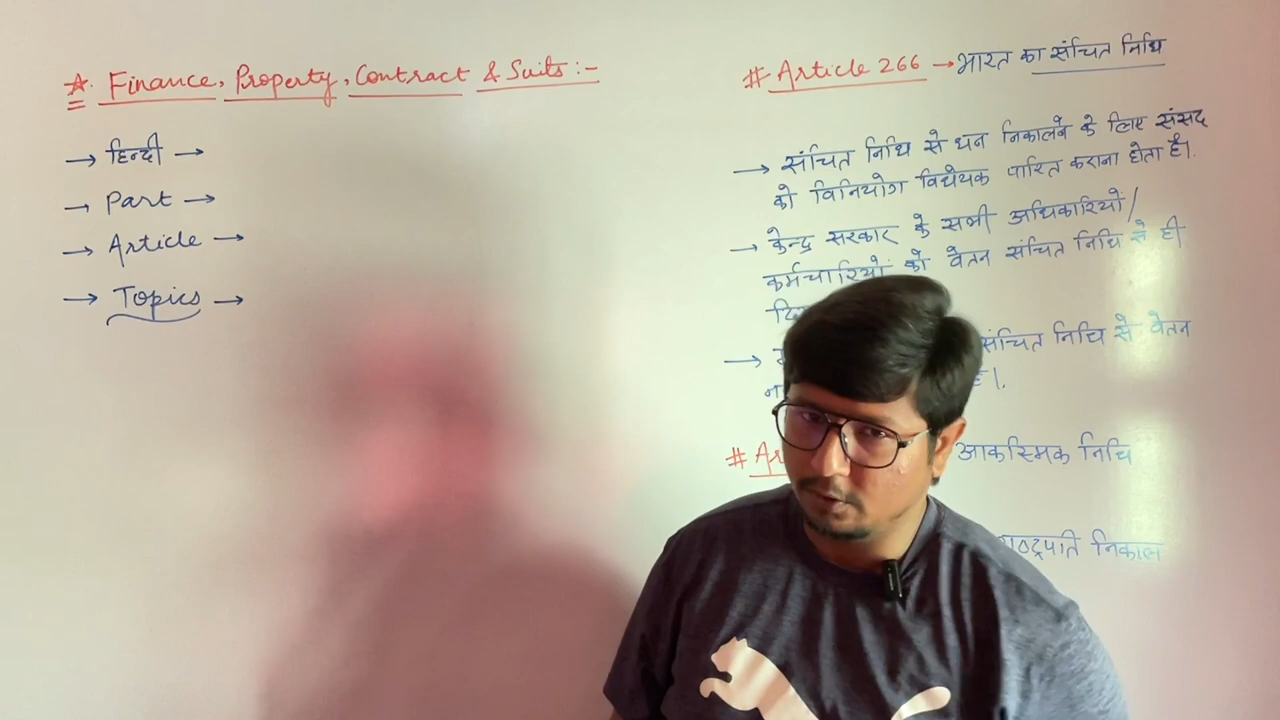 ☆. Finance, Property, Contract & Suits :-
→ हिन्दी →
→ Part →
→ Article →
→ Topics →
# Article 266 → भारत का संचित निधि
→ संचित निधि से धन निकालने के लिए संसद
को विनियोग विधेयक पारित कराना होता है।
→ केन्द्र सरकार के सभी अधिकारियों/
कर्मचारियों को वेतन संचित निधि से ही
संचित निधि से वेतन
है।
# आकस्मिक निधि
राष्ट्रपति निकाल